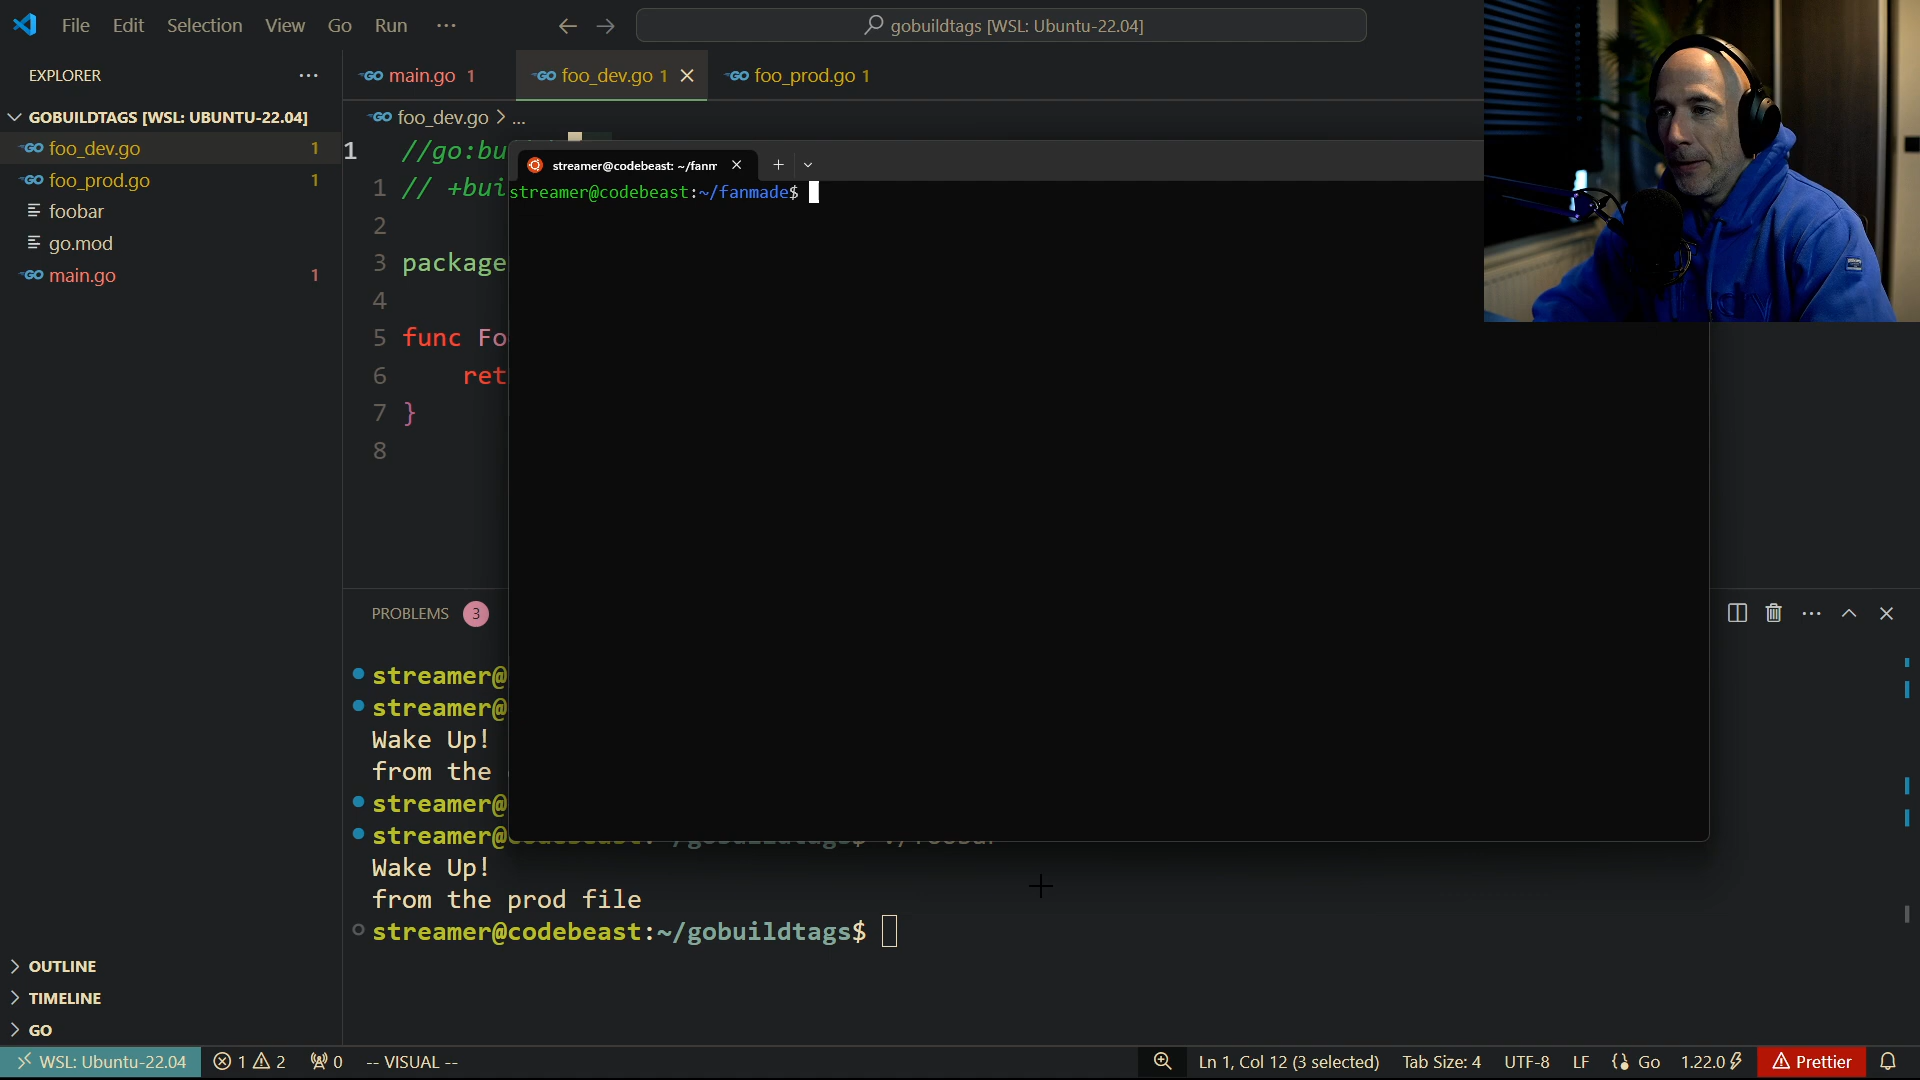 File Edit Selection View Go Run ···
gobuildtags [WSL: Ubuntu-22.04]
EXPLORER
main.go 1
foo_dev.go 1
foo_prod.go 1
GOBUILDTAGS [WSL: UBUNTU-22.04]
foo_dev.go 1
foo_prod.go 1
foobar
go.mod
main.go 1
foo_dev.go > ...
1 //go:bu
1 // +bui
2
3 package
4
5 func Fo
6 ret
7 }
8
streamer@codebeast: ~/fanm
streamer@codebeast:~/fanmade$
PROBLEMS 3
streamer@
streamer@
Wake Up!
from the
streamer@
streamer@
Wake Up!
from the prod file
streamer@codebeast:~/gobuildtags$
OUTLINE
TIMELINE
GO
WSL: Ubuntu-22.04
1 2 0
-- VISUAL --
Ln 1, Col 12 (3 selected)
Tab Size: 4
UTF-8
LF
Go
1.22.0
Prettier